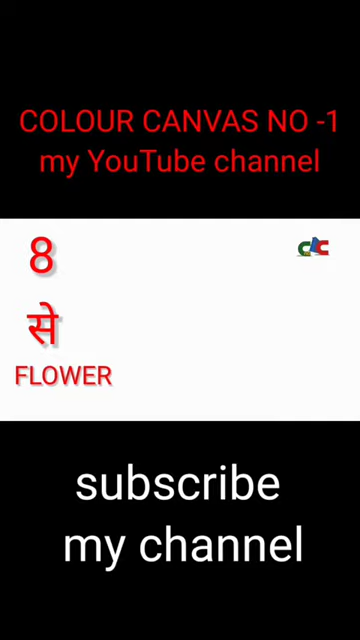 COLOUR CANVAS NO -1
my YouTube channel
8
से
FLOWER
subscribe
my channel